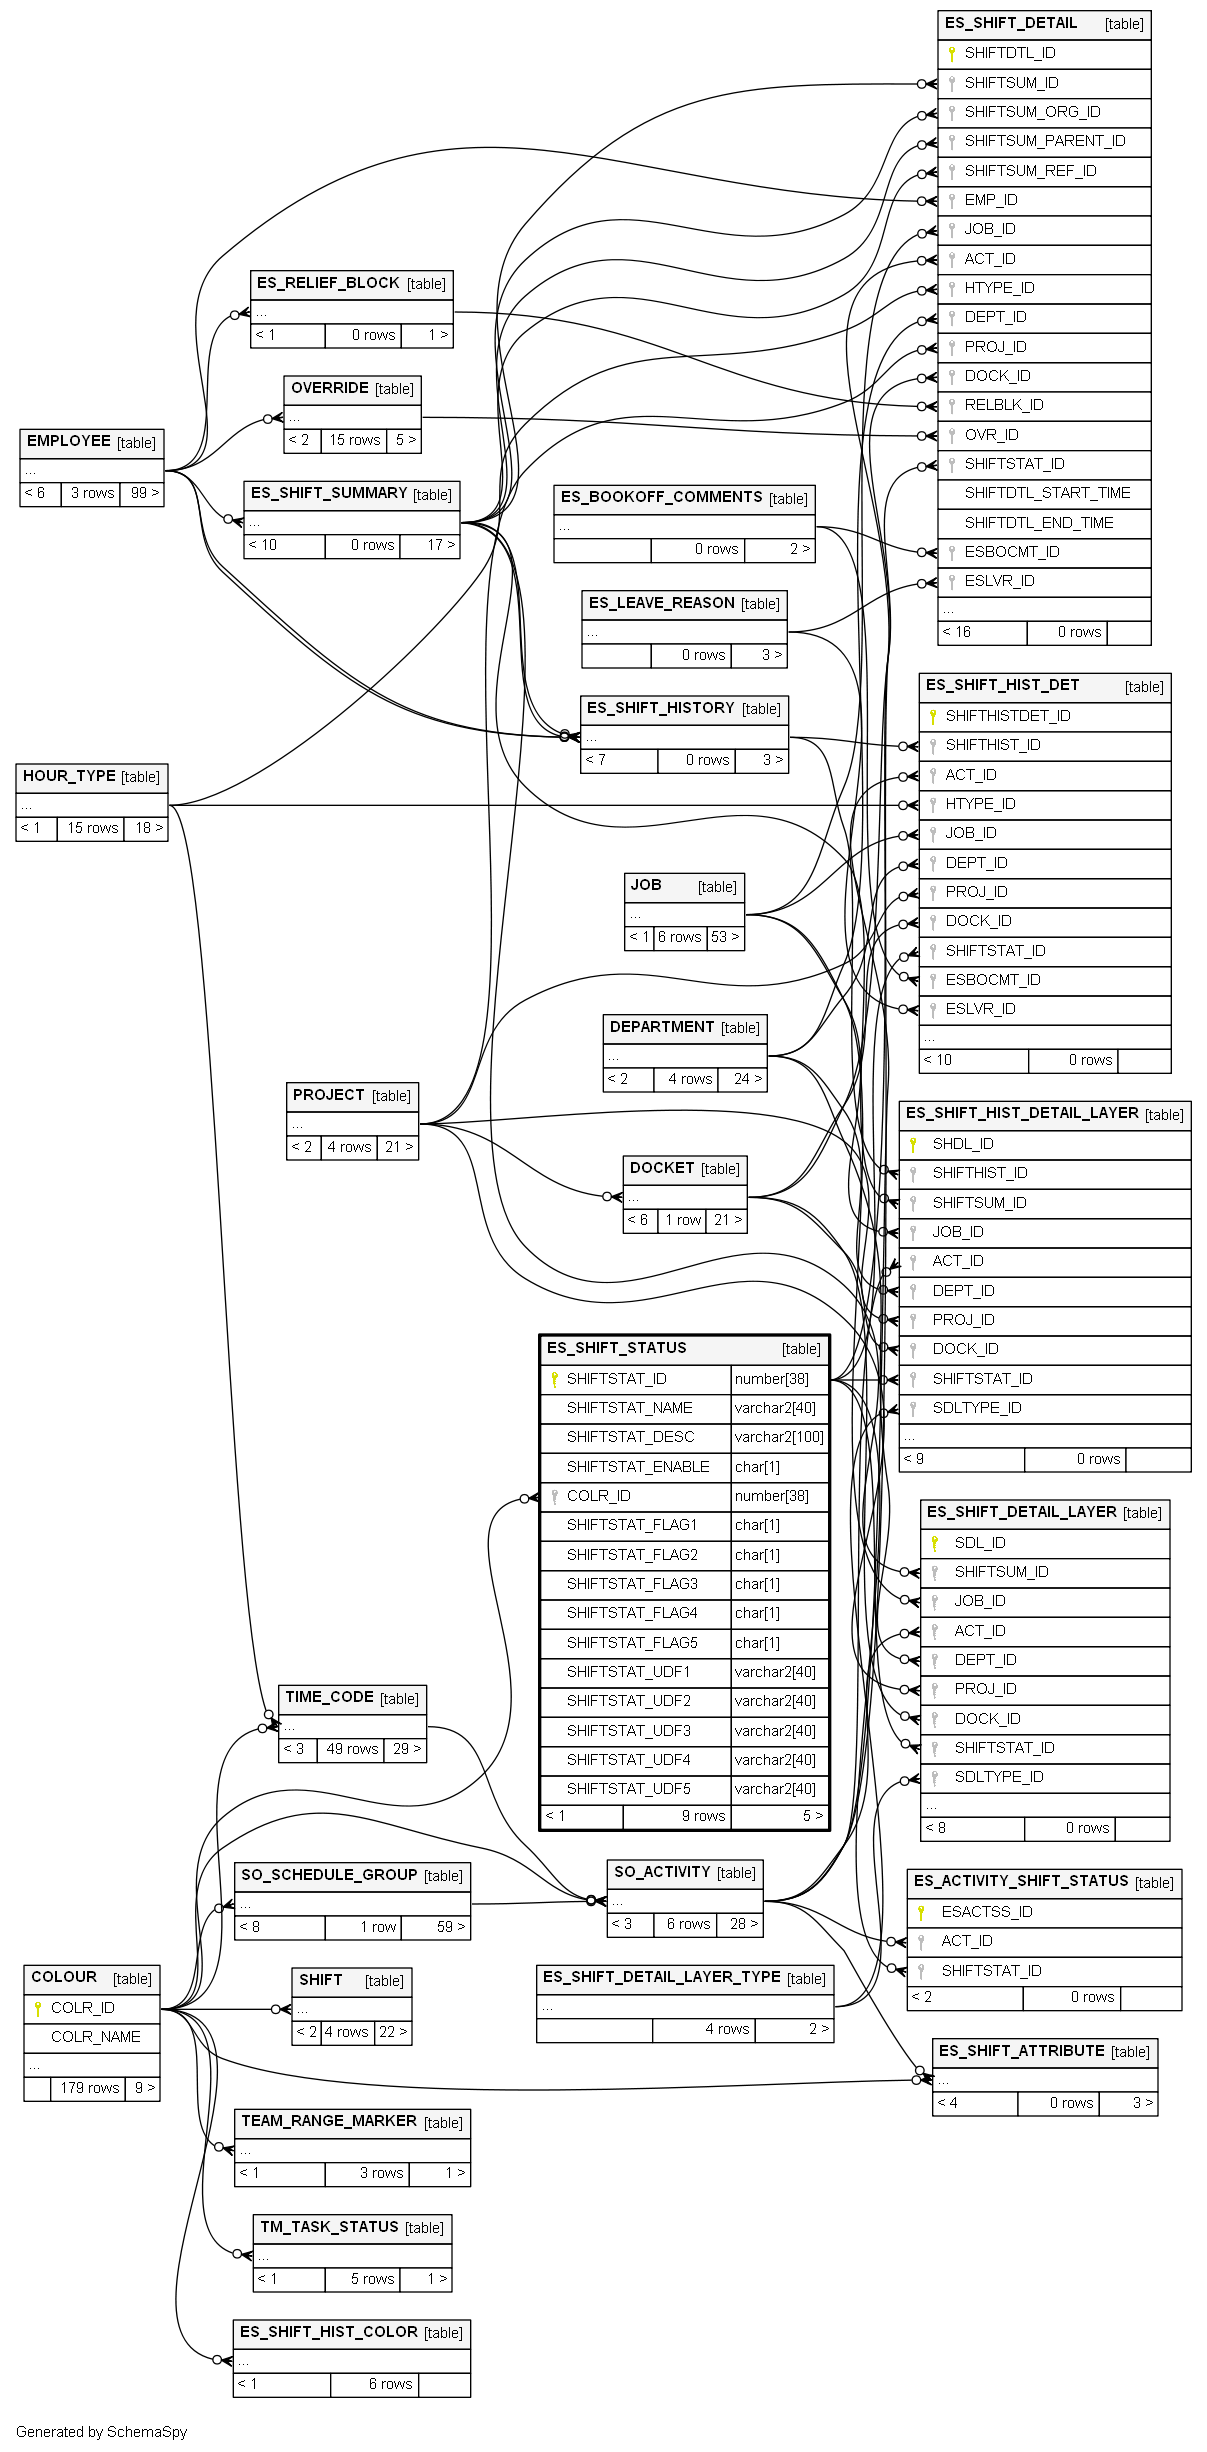 ES_SHIFT_DETAIL [table]
SHIFTDTL_ID
SHIFTSUM_ID
SHIFTSUM_ORG_ID
SHIFTSUM_PARENT_ID
SHIFTSUM_REF_ID
EMP_ID
JOB_ID
ACT_ID
HTYPE_ID
DEPT_ID
PROJ_ID
DOCK_ID
RELBLK_ID
OVR_ID
SHIFTSTAT_ID
SHIFTDTL_START_TIME
SHIFTDTL_END_TIME
ESBOCMT_ID
ESLVR_ID
...
< 16 0 rows
ES_RELIEF_BLOCK [table]
...
< 1 0 rows 1 >
OVERRIDE [table]
...
< 2 15 rows 5 >
EMPLOYEE [table]
...
< 6 3 rows 99 >
ES_SHIFT_SUMMARY [table]
...
< 10 0 rows 17 >
ES_BOOKOFF_COMMENTS [table]
...
0 rows 2 >
ES_LEAVE_REASON [table]
...
0 rows 3 >
ES_SHIFT_HISTORY [table]
...
< 7 0 rows 3 >
ES_SHIFT_HIST_DET [table]
SHIFTHISTDET_ID
SHIFTHIST_ID
ACT_ID
HTYPE_ID
JOB_ID
DEPT_ID
PROJ_ID
DOCK_ID
SHIFTSTAT_ID
ESBOCMT_ID
ESLVR_ID
...
< 10 0 rows
HOUR_TYPE [table]
...
< 1 15 rows 18 >
JOB [table]
...
< 1 6 rows 53 >
DEPARTMENT [table]
...
< 2 4 rows 24 >
PROJECT [table]
...
< 2 4 rows 21 >
DOCKET [table]
...
< 6 1 row 21 >
ES_SHIFT_HIST_DETAIL_LAYER [table]
SHDL_ID
SHIFTHIST_ID
SHIFTSUM_ID
JOB_ID
ACT_ID
DEPT_ID
PROJ_ID
DOCK_ID
SHIFTSTAT_ID
SDLTYPE_ID
...
< 9 0 rows
ES_SHIFT_STATUS [table]
SHIFTSTAT_ID number[38]
SHIFTSTAT_NAME varchar2[40]
SHIFTSTAT_DESC varchar2[100]
SHIFTSTAT_ENABLE char[1]
COLR_ID number[38]
SHIFTSTAT_FLAG1 char[1]
SHIFTSTAT_FLAG2 char[1]
SHIFTSTAT_FLAG3 char[1]
SHIFTSTAT_FLAG4 char[1]
SHIFTSTAT_FLAG5 char[1]
SHIFTSTAT_UDF1 varchar2[40]
SHIFTSTAT_UDF2 varchar2[40]
SHIFTSTAT_UDF3 varchar2[40]
SHIFTSTAT_UDF4 varchar2[40]
SHIFTSTAT_UDF5 varchar2[40]
< 1 9 rows 5 >
ES_SHIFT_DETAIL_LAYER [table]
SDL_ID
SHIFTSUM_ID
JOB_ID
ACT_ID
DEPT_ID
PROJ_ID
DOCK_ID
SHIFTSTAT_ID
SDLTYPE_ID
...
< 8 0 rows
TIME_CODE [table]
...
< 3 49 rows 29 >
SO_SCHEDULE_GROUP [table]
...
< 8 1 row 59 >
SO_ACTIVITY [table]
...
< 3 6 rows 28 >
ES_ACTIVITY_SHIFT_STATUS [table]
ESACTSS_ID
ACT_ID
SHIFTSTAT_ID
< 2 0 rows
COLOUR [table]
COLR_ID
COLR_NAME
...
179 rows 9 >
SHIFT [table]
...
< 2 4 rows 22 >
ES_SHIFT_DETAIL_LAYER_TYPE [table]
...
4 rows 2 >
ES_SHIFT_ATTRIBUTE [table]
...
< 4 0 rows 3 >
TEAM_RANGE_MARKER [table]
...
< 1 3 rows 1 >
TM_TASK_STATUS [table]
...
< 1 5 rows 1 >
ES_SHIFT_HIST_COLOR [table]
...
< 1 6 rows
Generated by SchemaSpy